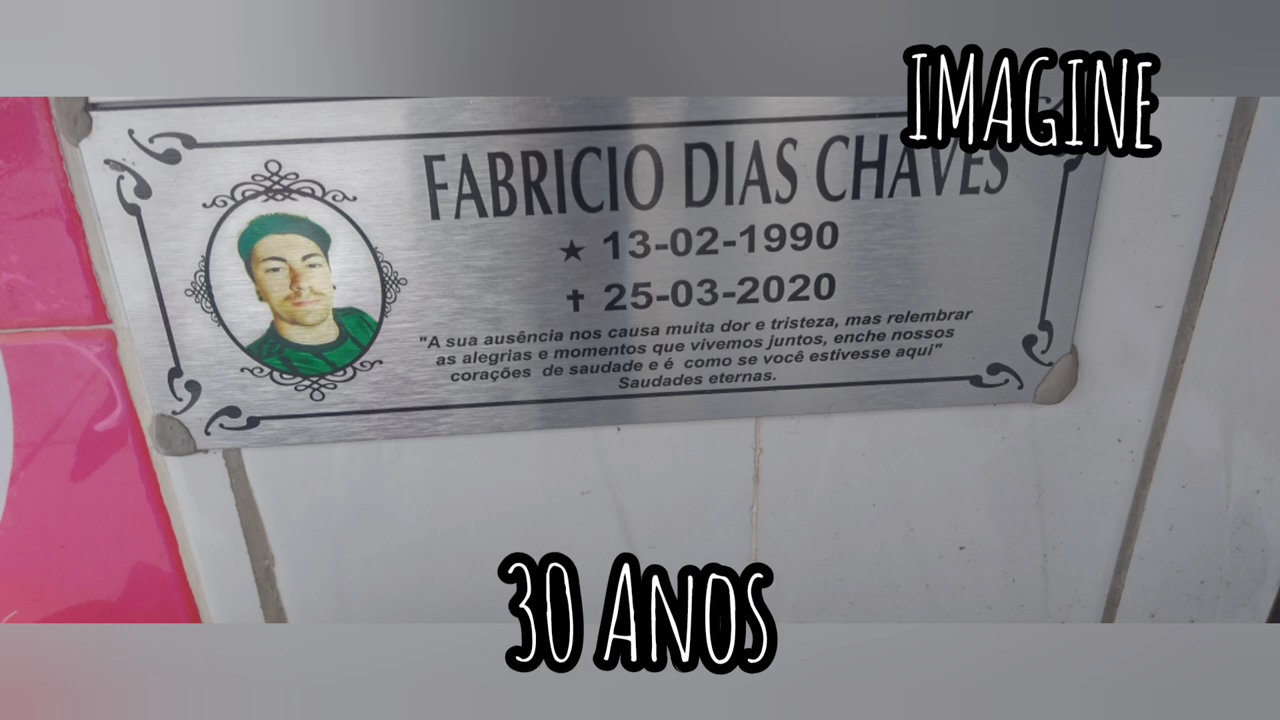 IMAGINE
FABRICIO DIAS CHAVES
★ 13-02-1990
✝ 25-03-2020
"A sua ausência nos causa muita dor e tristeza, mas relembrar
as alegrias e momentos que vivemos juntos, enche nossos
corações de saudade e é como se você estivesse aqui"
Saudades eternas.
30 Anos